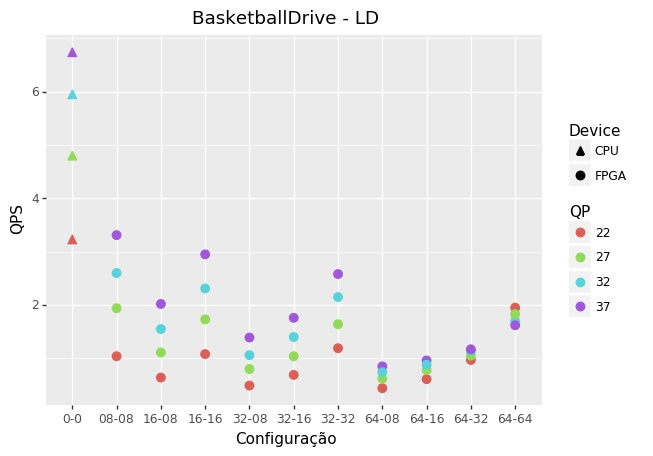 BasketballDrive - LD
QPS
6
4
2
0-0 08-08 16-08 16-16 32-08 32-16 32-32 64-08 64-16 64-32 64-64
Configuração
Device
CPU
FPGA
QP
22
27
32
37